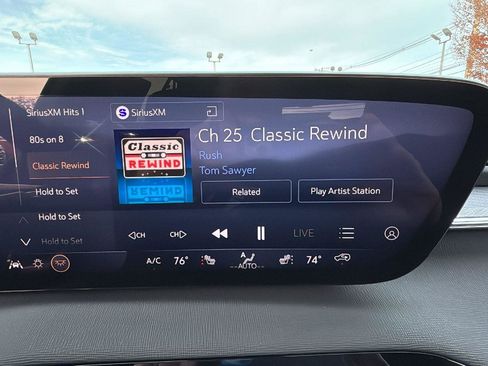 SiriusXM Hits 1
SiriusXM
80s on 8
Classic Rewind
Hold to Set
Hold to Set
Hold to Set
Classic
REWIND
REWIND
Ch 25 Classic Rewind
Rush
Tom Sawyer
Related
Play Artist Station
CH
CH
LIVE
A/C
76°
A
AUTO
74°